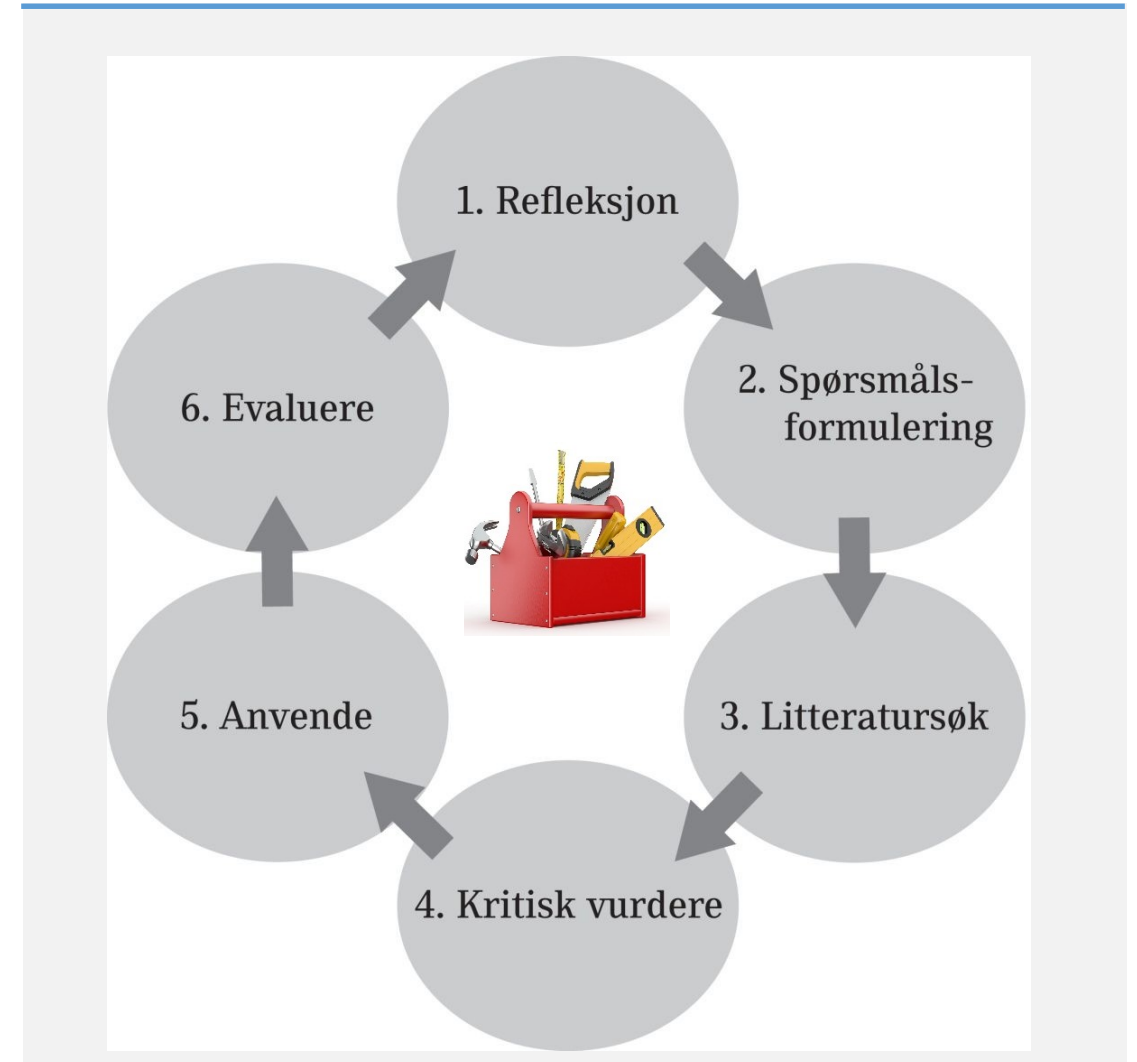 1. Refleksjon
2. Spørsmåls-
formulering
3. Litteratursøk
4. Kritisk vurdere
5. Anvende
6. Evaluere